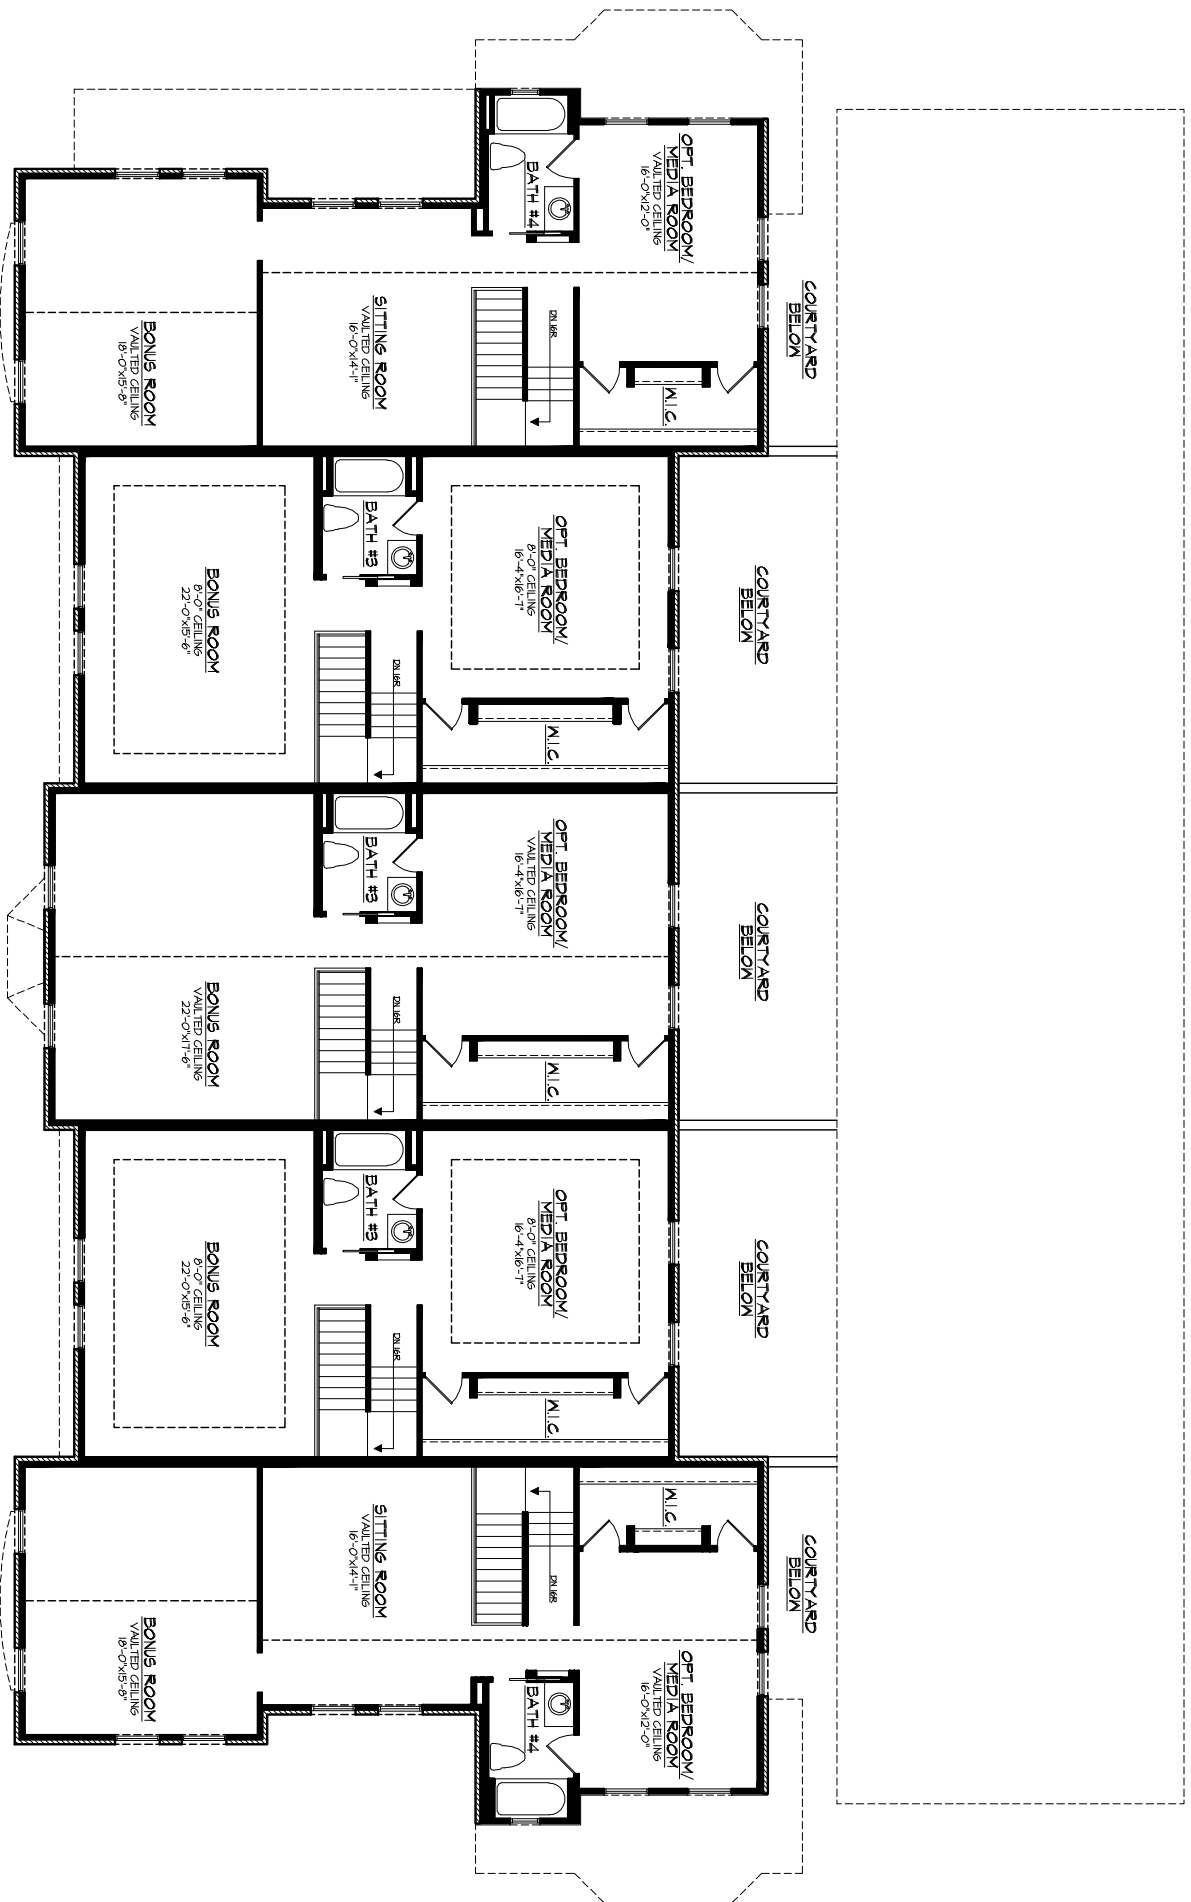 OPT. BEDROOM/
MEDIA ROOM
VAULTED CEILING
16'-0"x12'-0"
BATH #4
COURTYARD
BELOW
SITTING ROOM
VAULTED CEILING
16'-0"x14'-1"
DN 16R
BONUS ROOM
VAULTED CEILING
18'-0"x15'-8"
W.I.C.
BATH #3
OPT. BEDROOM/
MEDIA ROOM
8'-0" CEILING
16'-4"x16'-7"
COURTYARD
BELOW
BONUS ROOM
8'-0" CEILING
22'-0"x15'-6"
DN 16R
W.I.C.
OPT. BEDROOM/
MEDIA ROOM
VAULTED CEILING
16'-4"x16'-7"
BATH #3
COURTYARD
BELOW
BONUS ROOM
VAULTED CEILING
22'-0"x17'-6"
DN 16R
W.I.C.
BATH #3
OPT. BEDROOM/
MEDIA ROOM
8'-0" CEILING
16'-4"x16'-7"
COURTYARD
BELOW
BONUS ROOM
8'-0" CEILING
22'-0"x15'-6"
DN 16R
W.I.C.
W.I.C.
SITTING ROOM
VAULTED CEILING
16'-0"x14'-1"
COURTYARD
BELOW
DN 16R
BONUS ROOM
VAULTED CEILING
18'-0"x15'-8"
OPT. BEDROOM/
MEDIA ROOM
VAULTED CEILING
16'-0"x12'-0"
BATH #4